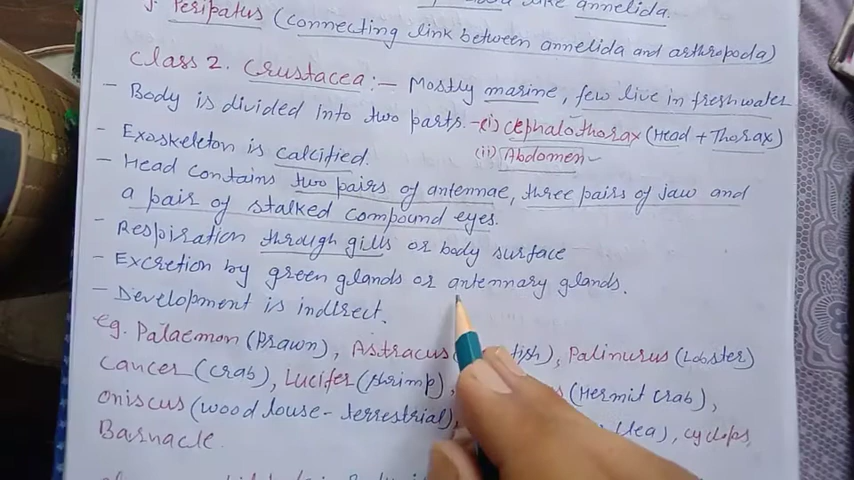 like annelida.
J. Peripatus (connecting link between annelida and arthropoda)
Class 2. Crustacea:- Mostly marine, few live in freshwater
- Body is divided into two parts - (i) cephalothorax (Head + Thorax)
(ii) Abdomen
- Exoskeleton is calcified.
- Head contains two pairs of antennae, three pairs of jaw and
a pair of stalked compound eyes.
- Respiration through gills or body surface
- Excretion by green glands or antennary glands.
- Development is indirect.
eg. Palaemon (Prawn), Astracus fish), Palinurus (Lobster)
Cancer (crab), Lucifer (shrimp), (Hermit crab),
Oniscus (wood louse - terrestrial), cyclops,
Barnacle.